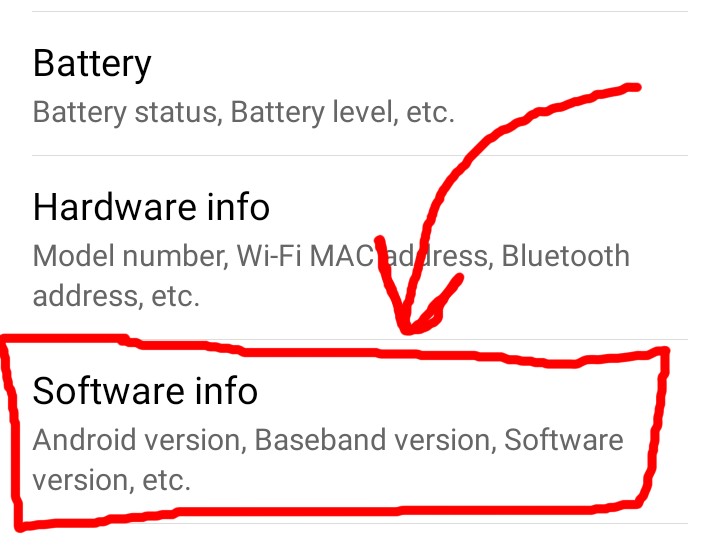 Battery
Battery status, Battery level, etc.
Hardware info
Model number, Wi-Fi MAC address, Bluetooth
address, etc.
Software info
Android version, Baseband version, Software
version, etc.